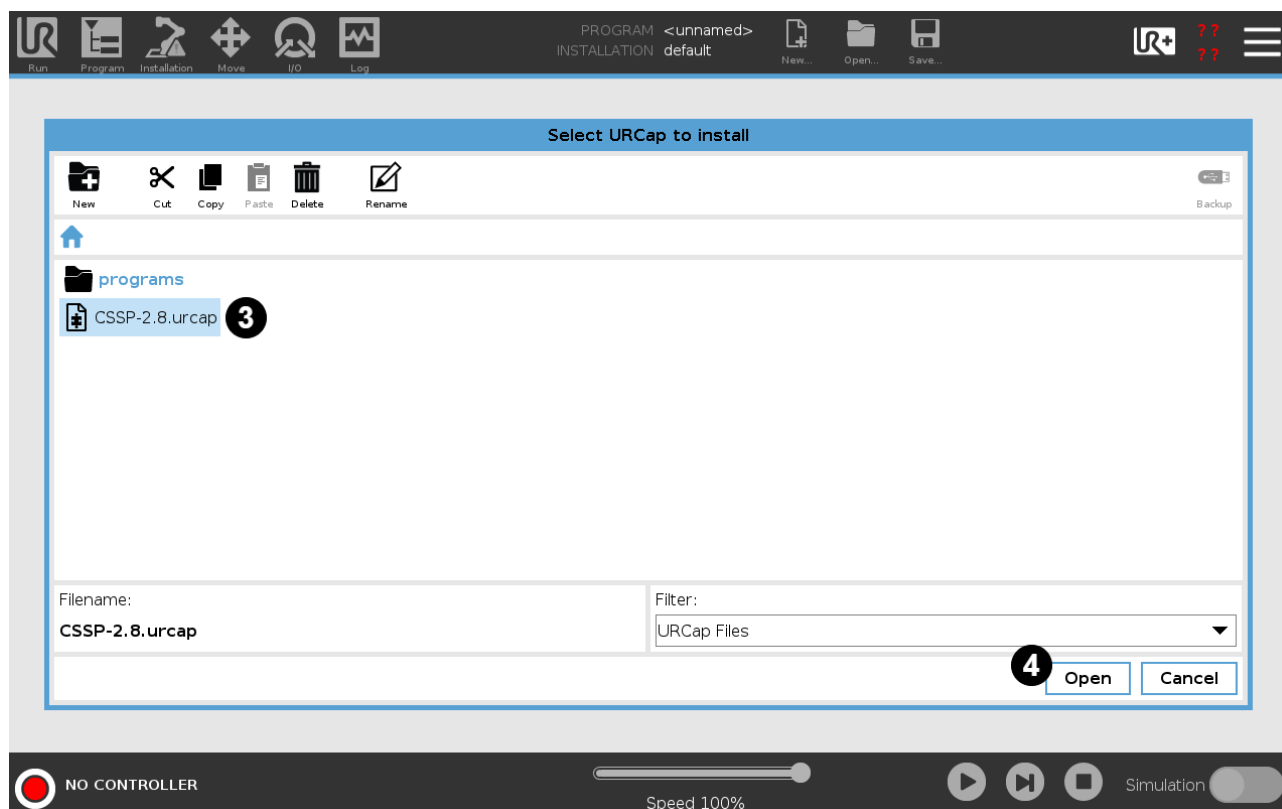 PROGRAM <unnamed>
INSTALLATION default
Run Program Installation Move I/O Log New... Open... Save...
UR+
? ?
? ?
Select URCap to install
New Cut Copy Paste Delete Rename Backup
programs
CSSP-2.8.urcap 3
Filename:
CSSP-2.8.urcap
Filter:
URCap Files
4 Open Cancel
NO CONTROLLER
Speed 100%
Simulation